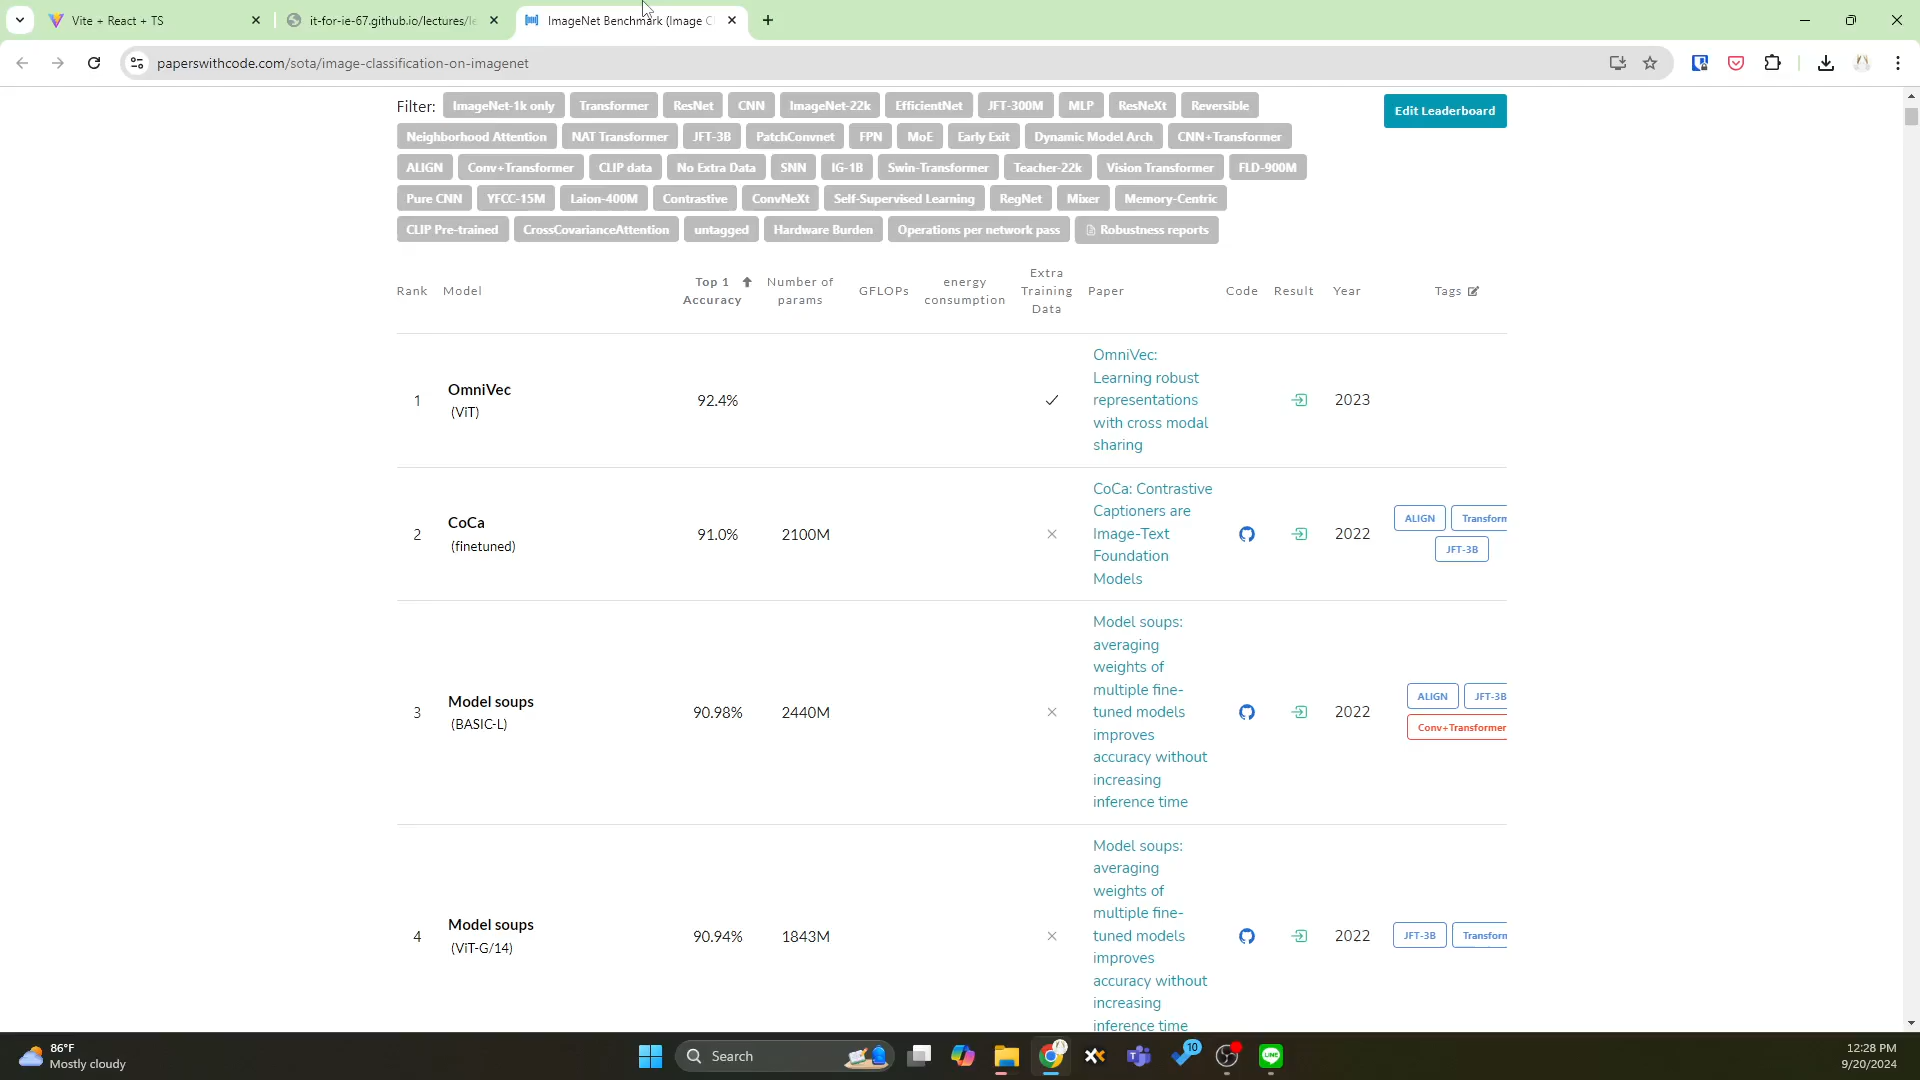 Vite + React + TS
it-for-ie-67.github.io/lectures/
ImageNet Benchmark (Image C
paperswithcode.com/sota/image-classification-on-imagenet
Filter: ImageNet-1k only Transformer ResNet CNN ImageNet-22k EfficientNet JFT-300M MLP ResNeXt Reversible
Edit Leaderboard
Neighborhood Attention NAT Transformer JFT-3B PatchConvnet FPN MoE Early Exit Dynamic Model Arch CNN+Transformer
ALIGN Conv+Transformer CLIP data No Extra Data SNN IG-1B Swin-Transformer Teacher-22k Vision Transformer FLD-900M
Pure CNN YFCC-15M Laion-400M Contrastive ConvNeXt Self-Supervised Learning RegNet Mixer Memory-Centric
CLIP Pre-trained CrossCovarianceAttention untagged Hardware Burden Operations per network pass Robustness reports
Rank
Model
Top 1
Accuracy
Number of
params
GFLOPs
energy
consumption
Extra
Training
Data
Paper
Code
Result
Year
Tags
1
OmniVec
(ViT)
92.4%
OmniVec:
Learning robust
representations
with cross modal
sharing
2023
2
CoCa
(finetuned)
91.0%
2100M
CoCa: Contrastive
Captioners are
Image-Text
Foundation
Models
2022
ALIGN
Transform
JFT-3B
3
Model soups
(BASIC-L)
90.98%
2440M
Model soups:
averaging
weights of
multiple fine-
tuned models
improves
accuracy without
increasing
inference time
2022
ALIGN
JFT-3B
Conv+Transformer
4
Model soups
(ViT-G/14)
90.94%
1843M
Model soups:
averaging
weights of
multiple fine-
tuned models
improves
accuracy without
increasing
inference time
2022
JFT-3B
Transform
86°F
Mostly cloudy
Search
10
LINE
12:28 PM
9/20/2024